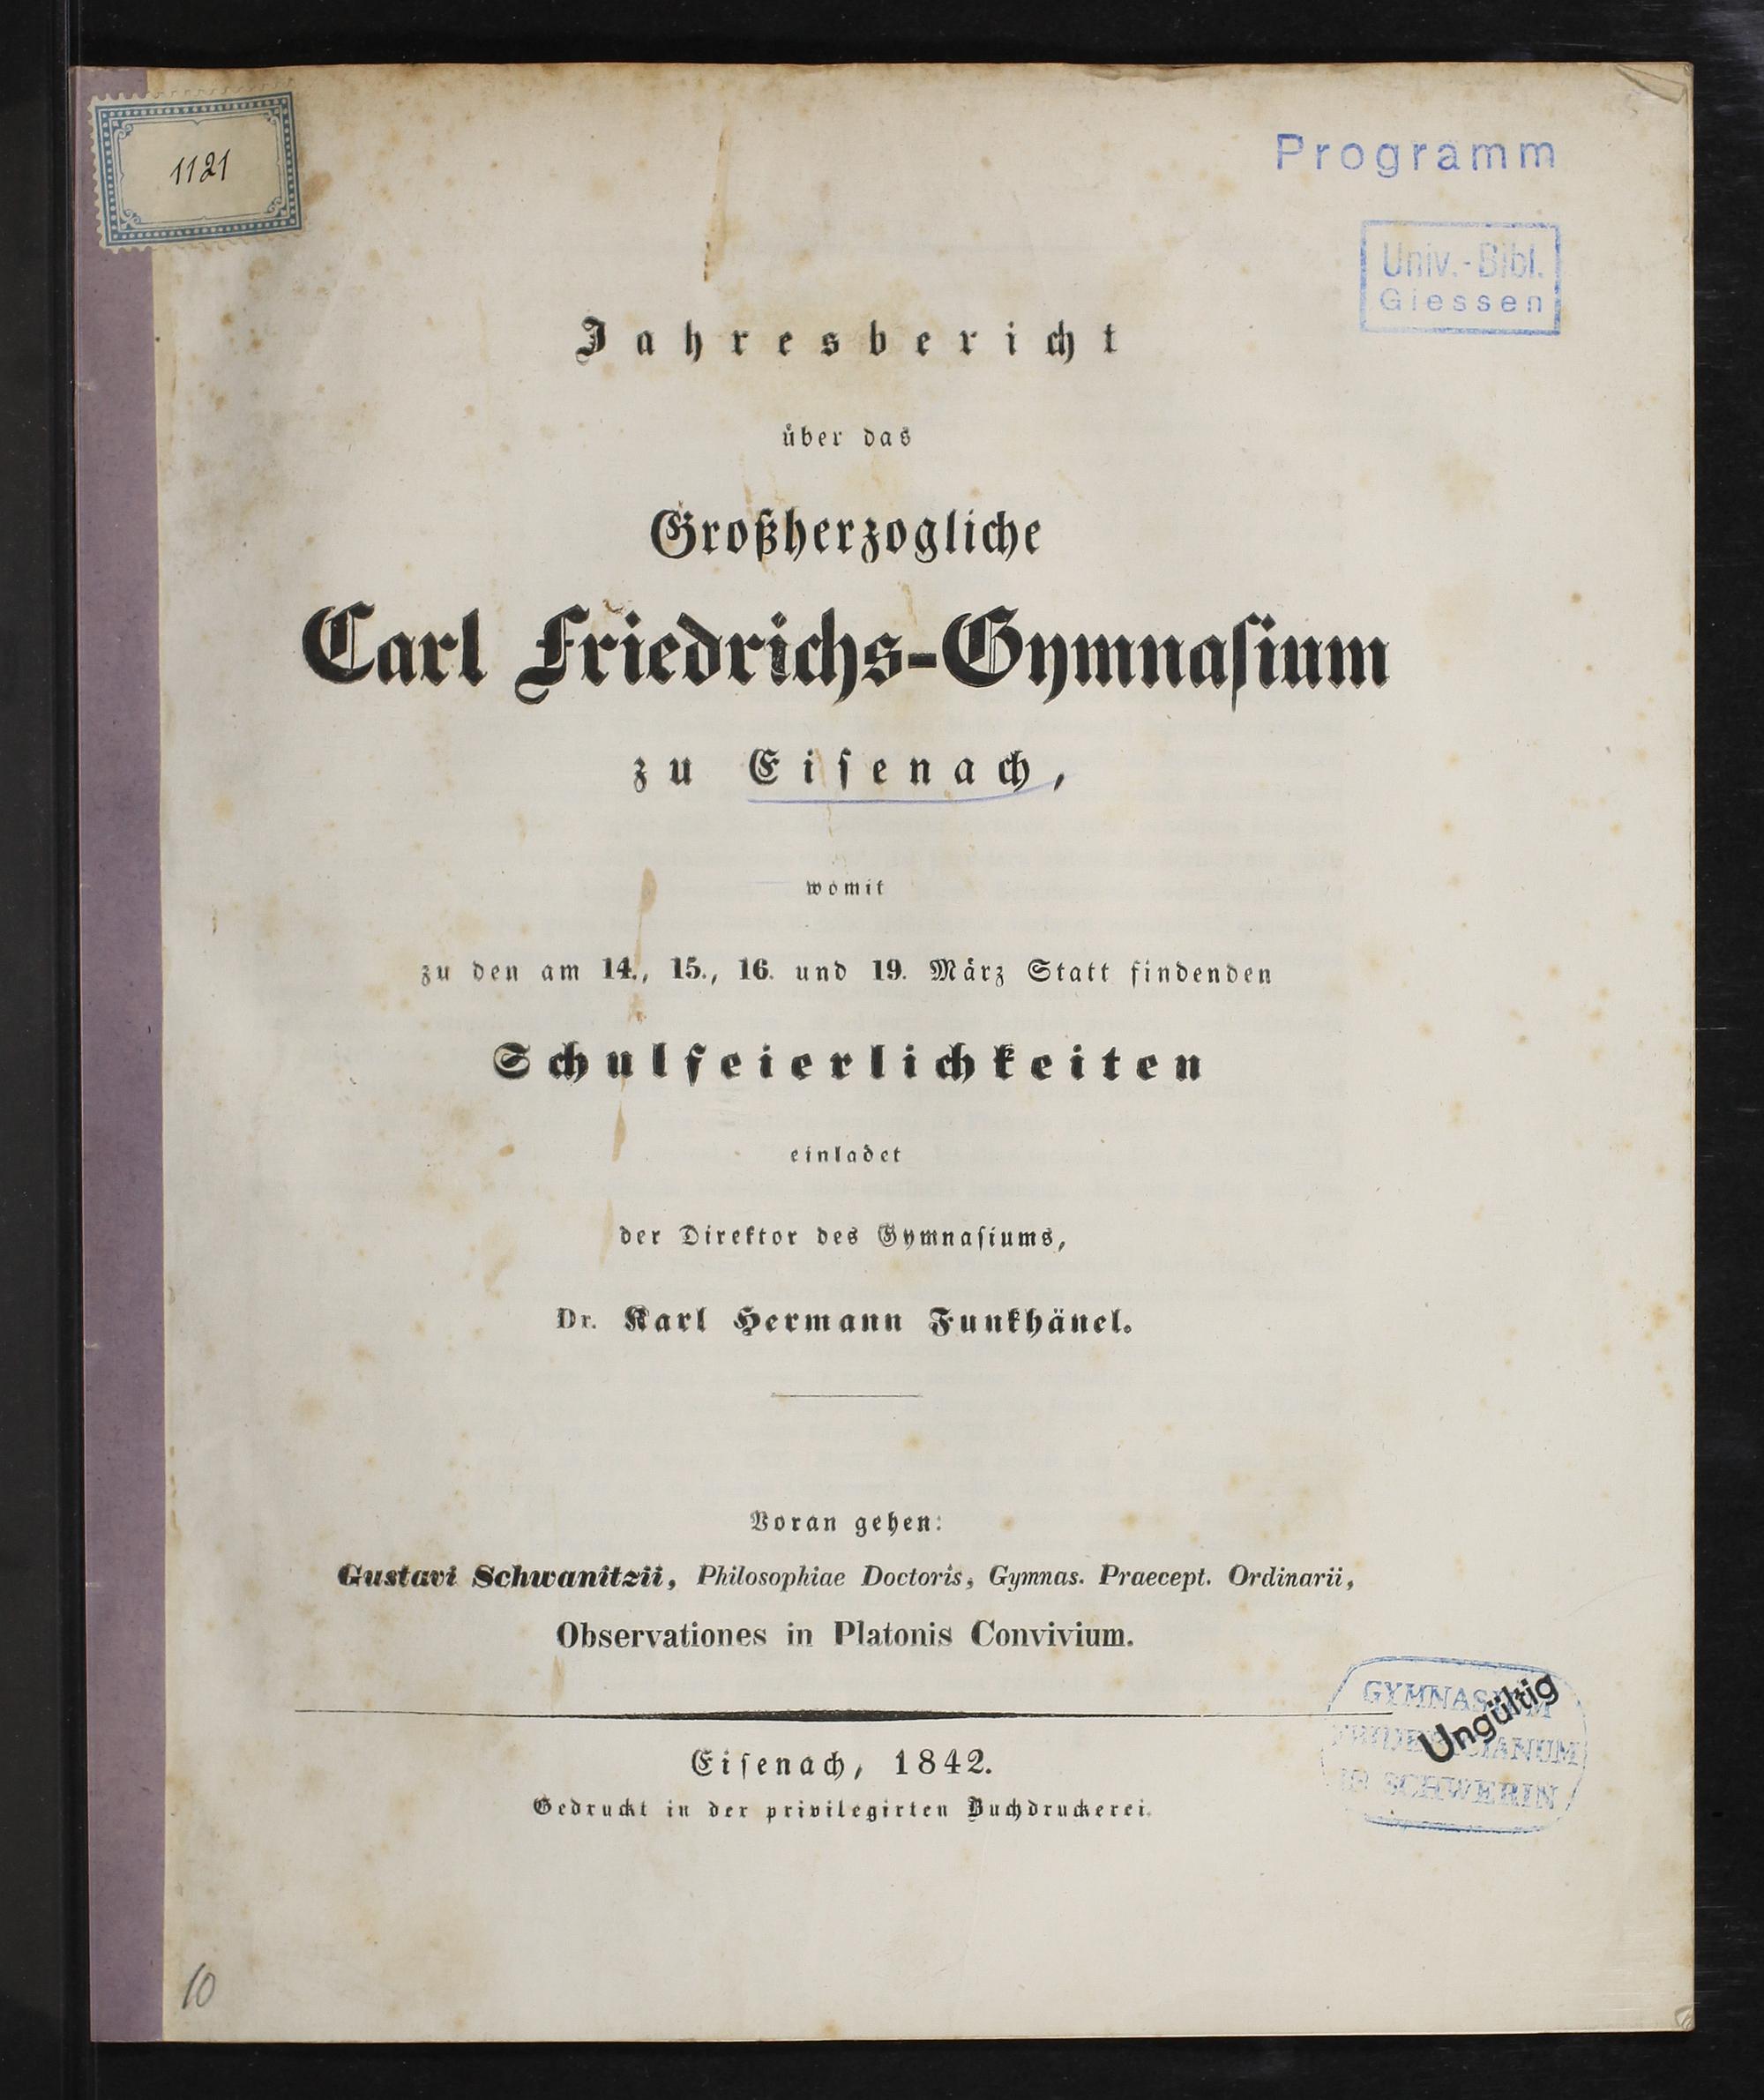 1121
Programm
Univ.-Bibl.
Giessen
Jahresbericht
über das
Großherzogliche
Carl Friedrichs-Gymnasium
zu Eisenach,
womit
zu den am 14., 15., 16. und 19. März Statt findenden
Schulfeierlichkeiten
einladet
der Direktor des Gymnasiums,
Dr. Karl Hermann Funkhänel.
Voran gehen:
Gustavi Schwanitzii, Philosophiae Doctoris, Gymnas. Praecept. Ordinarii,
Observationes in Platonis Convivium.
GYMNASIUM
Ungültig
SCHWERIN
Eisenach, 1842.
Gedruckt in der privilegirten Buchdruckerei.
10